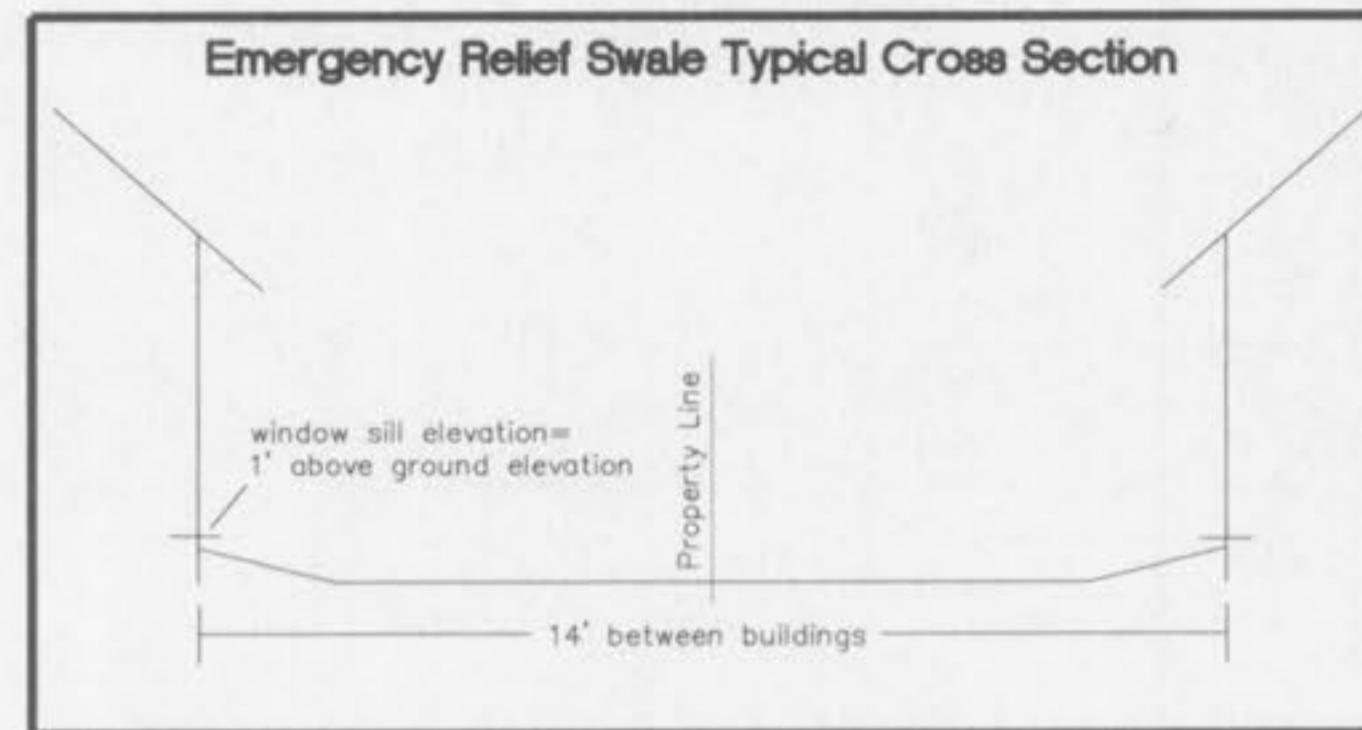 Emergency Relief Swale Typical Cross Section
window sill elevation=
1' above ground elevation
Property Line
14' between buildings